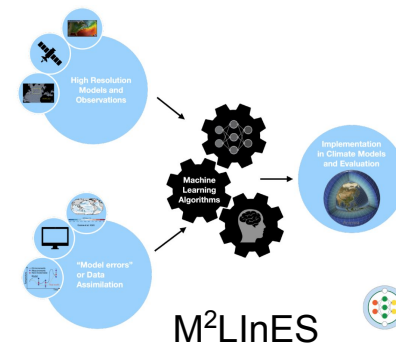 High Resolution
Models and
Observations
Machine
Learning
Algorithms
Implementation
in Climate Models
and Evaluation
"Model errors"
or Data
Assimilation
M²LInES